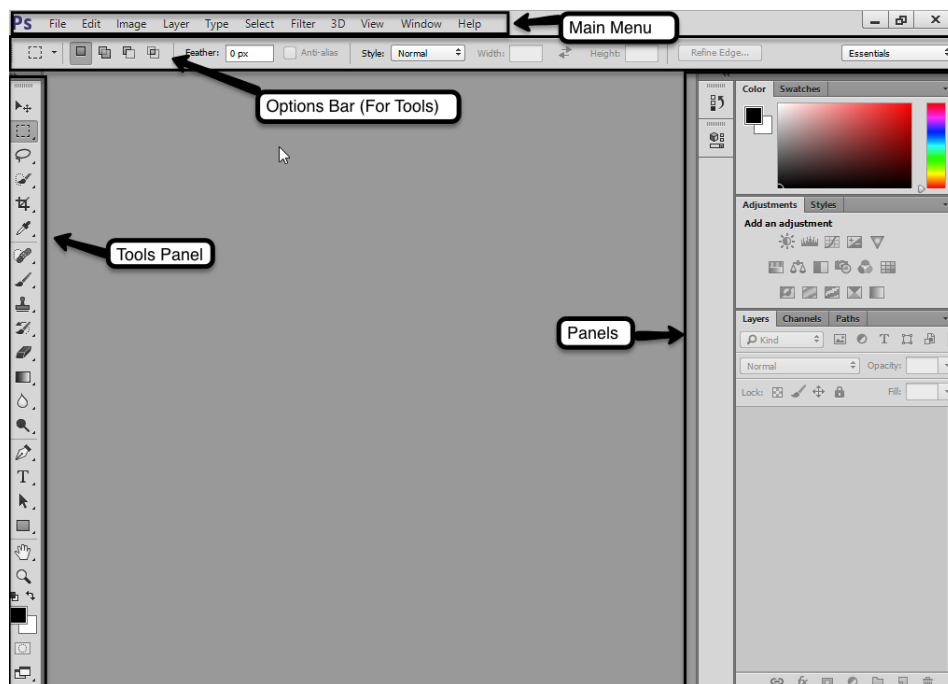 Ps File Edit Image Layer Type Select Filter 3D View Window Help
Main Menu
Feather: 0 px Anti-alias Style: Normal Width: Height: Refine Edge... Essentials
Options Bar (For Tools)
Color Swatches
Adjustments Styles
Add an adjustment
Tools Panel
Layers Channels Paths
Panels
Kind T
Normal Opacity:
Lock: Fill:
T
fx